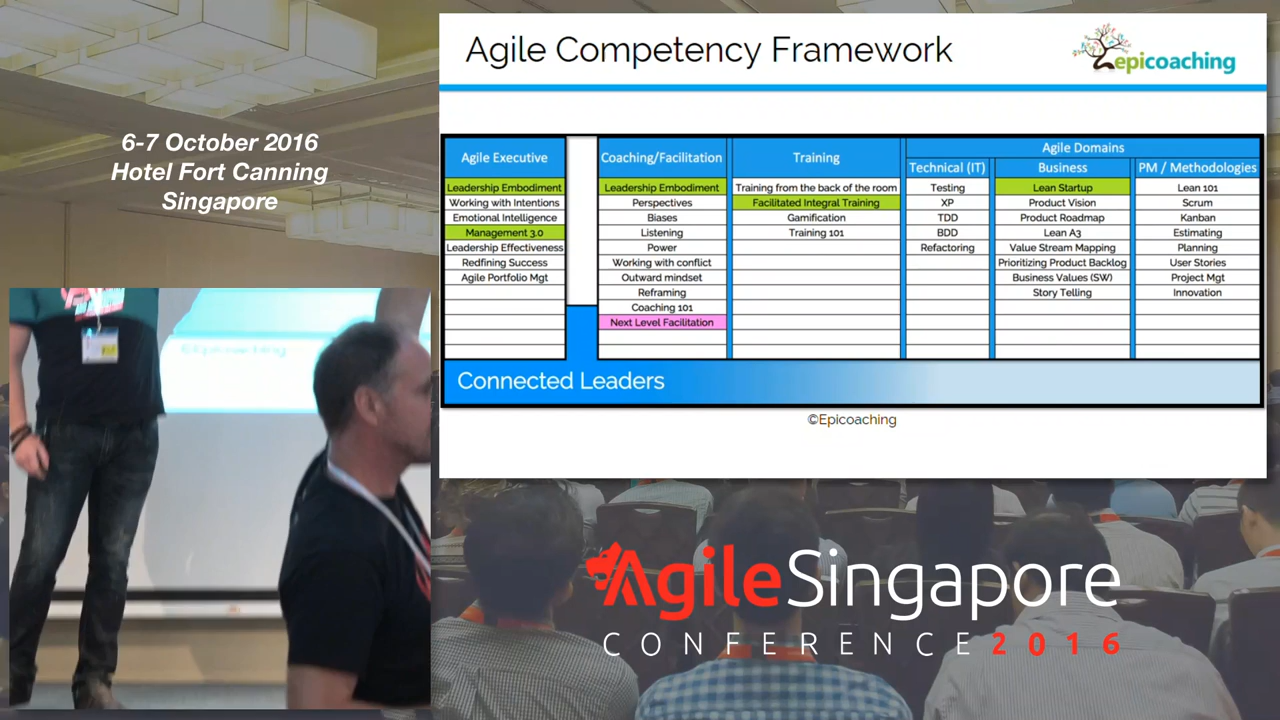 6-7 October 2016
Hotel Fort Canning
Singapore
Agile Competency Framework
epicoaching
Agile Executive
Leadership Embodiment
Working with Intentions
Emotional Intelligence
Management 3.0
Leadership Effectiveness
Redfining Success
Agile Portfolio Mgt
Coaching/Facilitation
Leadership Embodiment
Perspectives
Biases
Listening
Power
Working with conflict
Outward mindset
Reframing
Coaching 101
Next Level Facilitation
Training
Training from the back of the room
Facilitated Integral Training
Gamification
Training 101
Agile Domains
Technical (IT)
Testing
XP
TDD
BDD
Refactoring
Business
Lean Startup
Product Vision
Product Roadmap
Lean A3
Value Stream Mapping
Prioritizing Product Backlog
Business Values (SW)
Story Telling
PM / Methodologies
Lean 101
Scrum
Kanban
Estimating
Planning
User Stories
Project Mgt
Innovation
Connected Leaders
©Epicoaching
AgileSingapore
CONFERENCE 2016